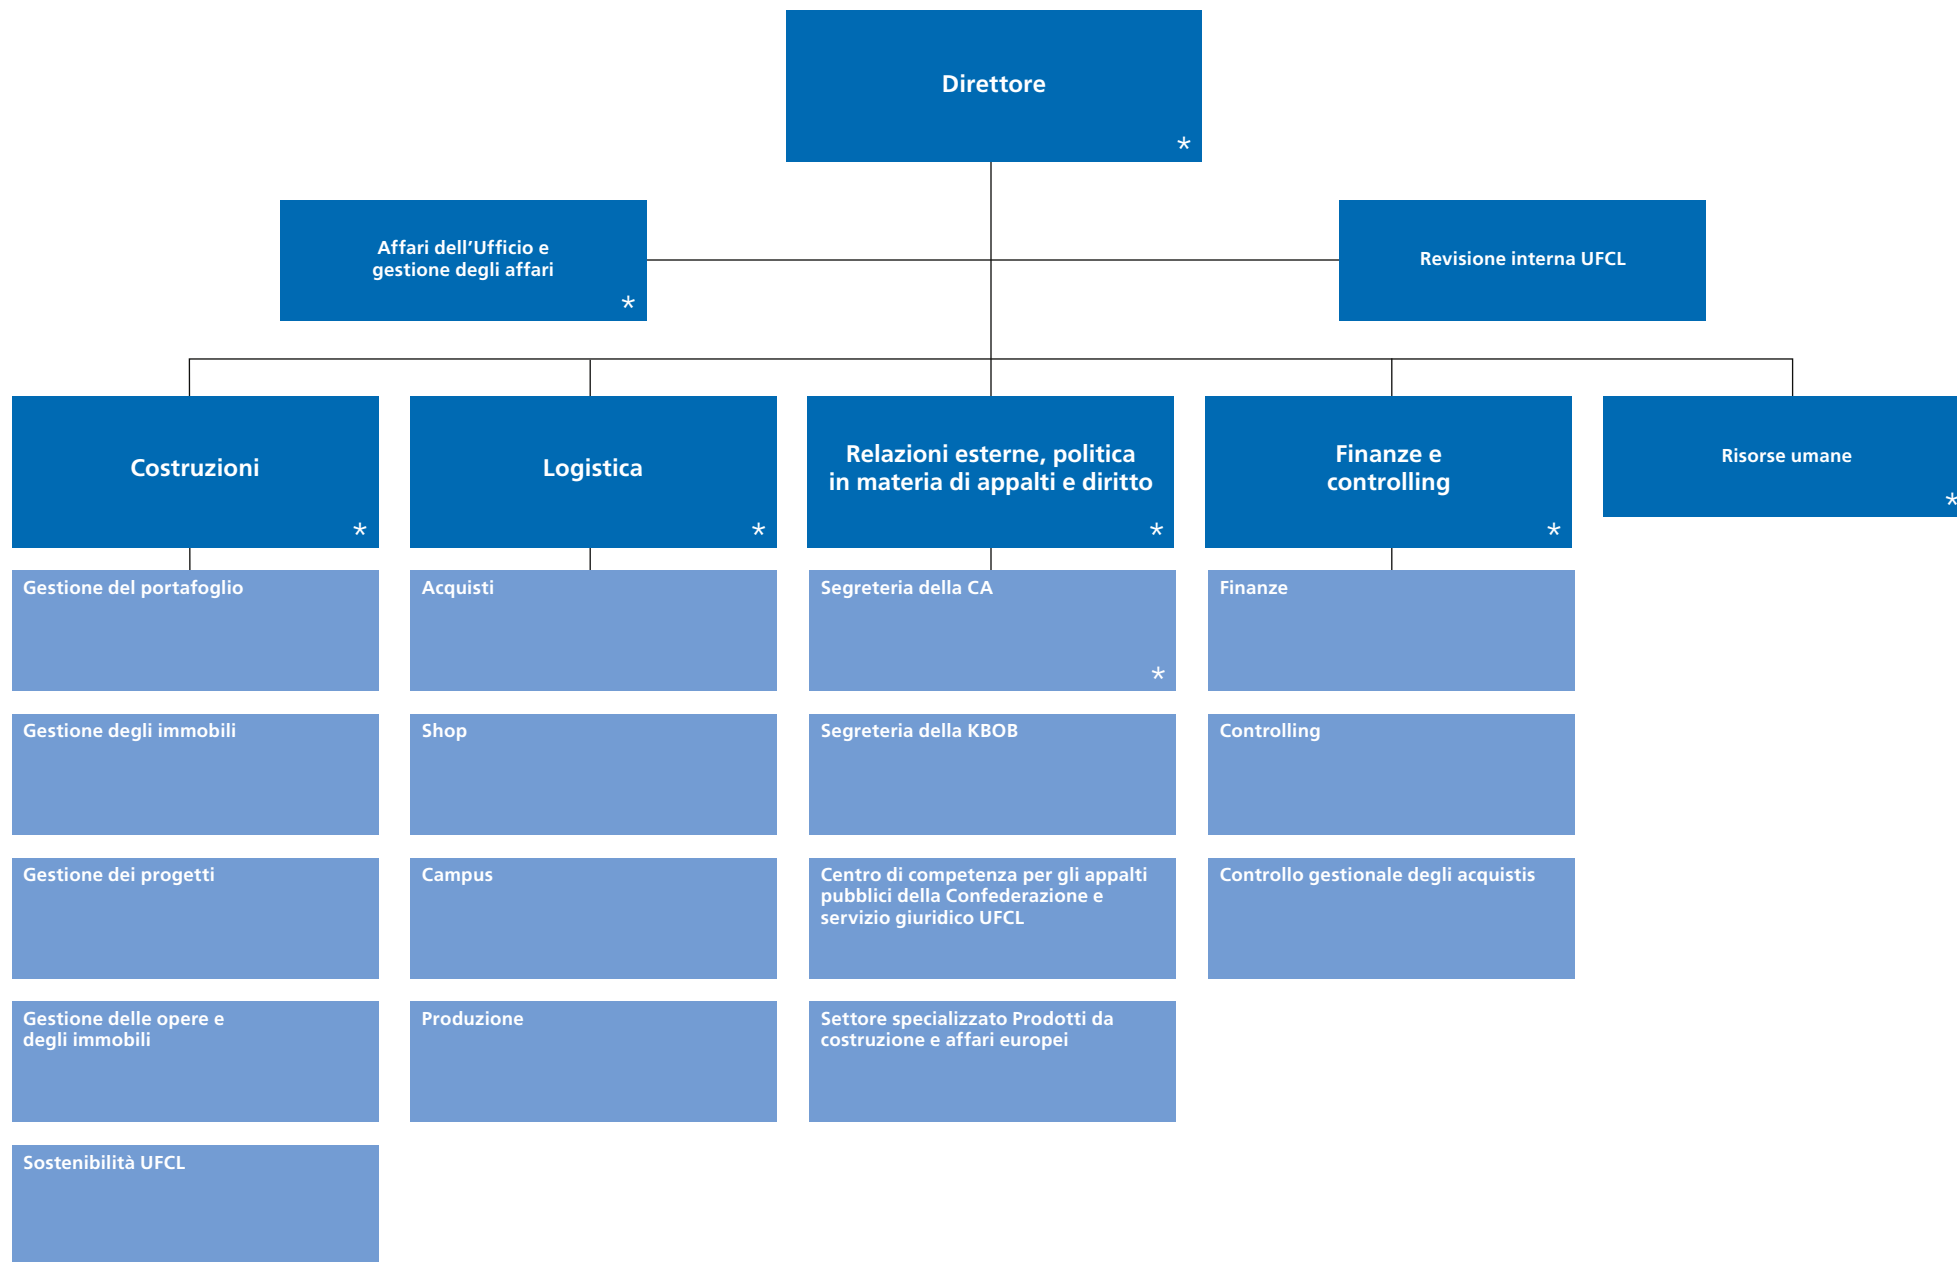 Direttore
*
Affari dell’Ufficio e
gestione degli affari
*
Revisione interna UFCL
Costruzioni
*
Logistica
*
Relazioni esterne, politica
in materia di appalti e diritto
*
Finanze e
controlling
*
Risorse umane
*
Gestione del portafoglio
Gestione degli immobili
Gestione dei progetti
Gestione delle opere e
degli immobili
Sostenibilità UFCL
Acquisti
Shop
Campus
Produzione
Segreteria della CA
*
Segreteria della KBOB
Centro di competenza per gli appalti
pubblici della Confederazione e
servizio giuridico UFCL
Settore specializzato Prodotti da
costruzione e affari europei
Finanze
Controlling
Controllo gestionale degli acquistis